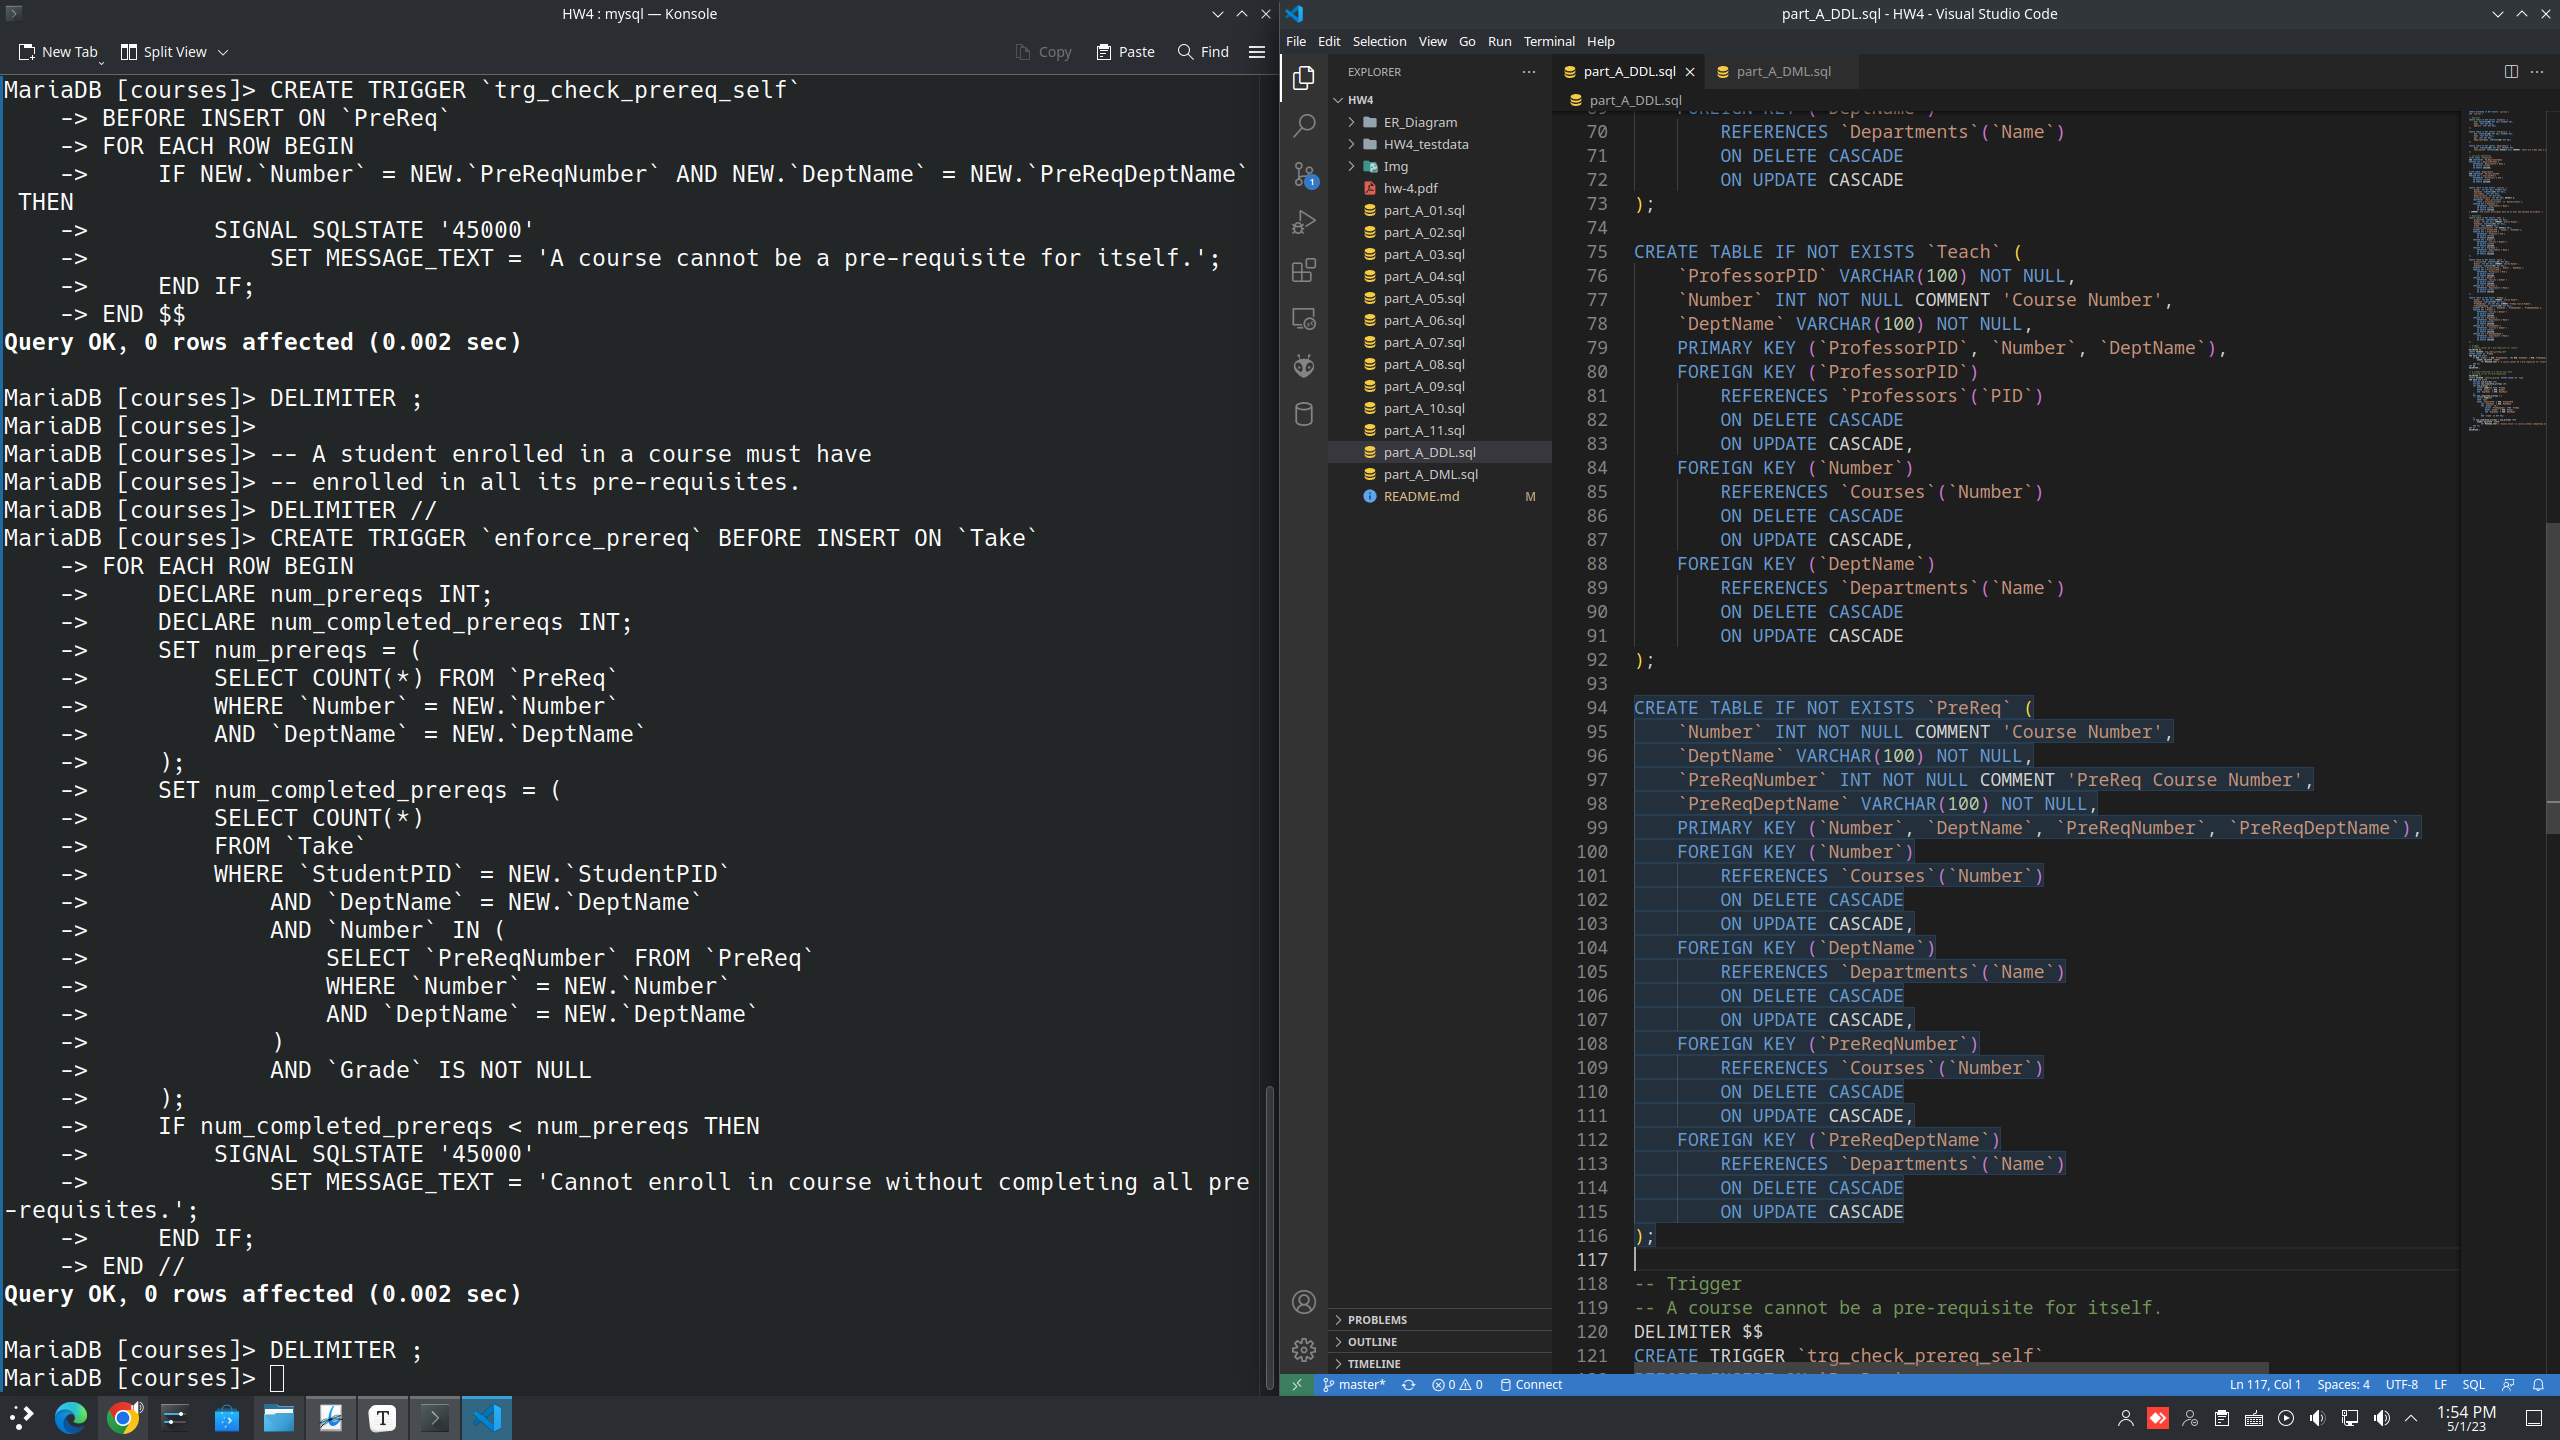 HW4 : mysql — Konsole
New Tab
Split View
Copy
Paste
Find
MariaDB [courses]> CREATE TRIGGER `trg_check_prereq_self`
    -> BEFORE INSERT ON `PreReq`
    -> FOR EACH ROW BEGIN
    ->     IF NEW.`Number` = NEW.`PreReqNumber` AND NEW.`DeptName` = NEW.`PreReqDeptName`
 THEN
    ->         SIGNAL SQLSTATE '45000'
    ->             SET MESSAGE_TEXT = 'A course cannot be a pre-requisite for itself.';
    ->     END IF;
    -> END $$
Query OK, 0 rows affected (0.002 sec)
MariaDB [courses]> DELIMITER ;
MariaDB [courses]>
MariaDB [courses]> -- A student enrolled in a course must have
MariaDB [courses]> -- enrolled in all its pre-requisites.
MariaDB [courses]> DELIMITER //
MariaDB [courses]> CREATE TRIGGER `enforce_prereq` BEFORE INSERT ON `Take`
    -> FOR EACH ROW BEGIN
    ->     DECLARE num_prereqs INT;
    ->     DECLARE num_completed_prereqs INT;
    ->     SET num_prereqs = (
    ->         SELECT COUNT(*) FROM `PreReq`
    ->         WHERE `Number` = NEW.`Number`
    ->         AND `DeptName` = NEW.`DeptName`
    ->     );
    ->     SET num_completed_prereqs = (
    ->         SELECT COUNT(*)
    ->         FROM `Take`
    ->         WHERE `StudentPID` = NEW.`StudentPID`
    ->             AND `DeptName` = NEW.`DeptName`
    ->             AND `Number` IN (
    ->                 SELECT `PreReqNumber` FROM `PreReq`
    ->                 WHERE `Number` = NEW.`Number`
    ->                 AND `DeptName` = NEW.`DeptName`
    ->             )
    ->             AND `Grade` IS NOT NULL
    ->     );
    ->     IF num_completed_prereqs < num_prereqs THEN
    ->         SIGNAL SQLSTATE '45000'
    ->             SET MESSAGE_TEXT = 'Cannot enroll in course without completing all pre
-requisites.';
    ->     END IF;
    -> END //
Query OK, 0 rows affected (0.002 sec)
MariaDB [courses]> DELIMITER ;
MariaDB [courses]>
part_A_DDL.sql - HW4 - Visual Studio Code
File Edit Selection View Go Run Terminal Help
EXPLORER
HW4
ER_Diagram
HW4_testdata
Img
hw-4.pdf
part_A_01.sql
part_A_02.sql
part_A_03.sql
part_A_04.sql
part_A_05.sql
part_A_06.sql
part_A_07.sql
part_A_08.sql
part_A_09.sql
part_A_10.sql
part_A_11.sql
part_A_DDL.sql
part_A_DML.sql
README.md M
PROBLEMS
OUTLINE
TIMELINE
part_A_DDL.sql
part_A_DML.sql
part_A_DDL.sql
70         REFERENCES `Departments`(`Name`)
71         ON DELETE CASCADE
72         ON UPDATE CASCADE
73 );
74
75 CREATE TABLE IF NOT EXISTS `Teach` (
76     `ProfessorPID` VARCHAR(100) NOT NULL,
77     `Number` INT NOT NULL COMMENT 'Course Number',
78     `DeptName` VARCHAR(100) NOT NULL,
79     PRIMARY KEY (`ProfessorPID`, `Number`, `DeptName`),
80     FOREIGN KEY (`ProfessorPID`)
81         REFERENCES `Professors`(`PID`)
82         ON DELETE CASCADE
83         ON UPDATE CASCADE,
84     FOREIGN KEY (`Number`)
85         REFERENCES `Courses`(`Number`)
86         ON DELETE CASCADE
87         ON UPDATE CASCADE,
88     FOREIGN KEY (`DeptName`)
89         REFERENCES `Departments`(`Name`)
90         ON DELETE CASCADE
91         ON UPDATE CASCADE
92 );
93
94 CREATE TABLE IF NOT EXISTS `PreReq` (
95     `Number` INT NOT NULL COMMENT 'Course Number',
96     `DeptName` VARCHAR(100) NOT NULL,
97     `PreReqNumber` INT NOT NULL COMMENT 'PreReq Course Number',
98     `PreReqDeptName` VARCHAR(100) NOT NULL,
99     PRIMARY KEY (`Number`, `DeptName`, `PreReqNumber`, `PreReqDeptName`),
100     FOREIGN KEY (`Number`)
101         REFERENCES `Courses`(`Number`)
102         ON DELETE CASCADE
103         ON UPDATE CASCADE,
104     FOREIGN KEY (`DeptName`)
105         REFERENCES `Departments`(`Name`)
106         ON DELETE CASCADE
107         ON UPDATE CASCADE,
108     FOREIGN KEY (`PreReqNumber`)
109         REFERENCES `Courses`(`Number`)
110         ON DELETE CASCADE
111         ON UPDATE CASCADE,
112     FOREIGN KEY (`PreReqDeptName`)
113         REFERENCES `Departments`(`Name`)
114         ON DELETE CASCADE
115         ON UPDATE CASCADE
116 );
117
118 -- Trigger
119 -- A course cannot be a pre-requisite for itself.
120 DELIMITER $$
121 CREATE TRIGGER `trg_check_prereq_self`
master*
0 0
Connect
Ln 117, Col 1
Spaces: 4
UTF-8
LF
SQL
1:54 PM
5/1/23